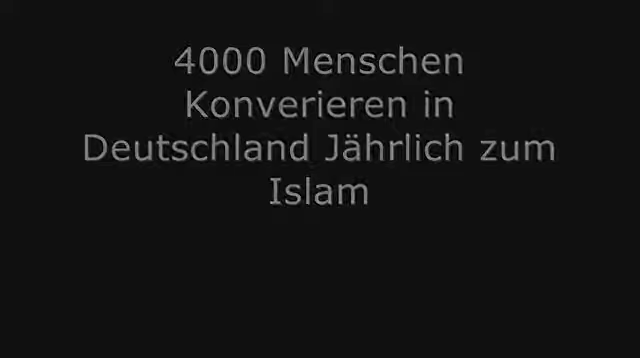 4000 Menschen
Konverieren in
Deutschland Jährlich zum
Islam